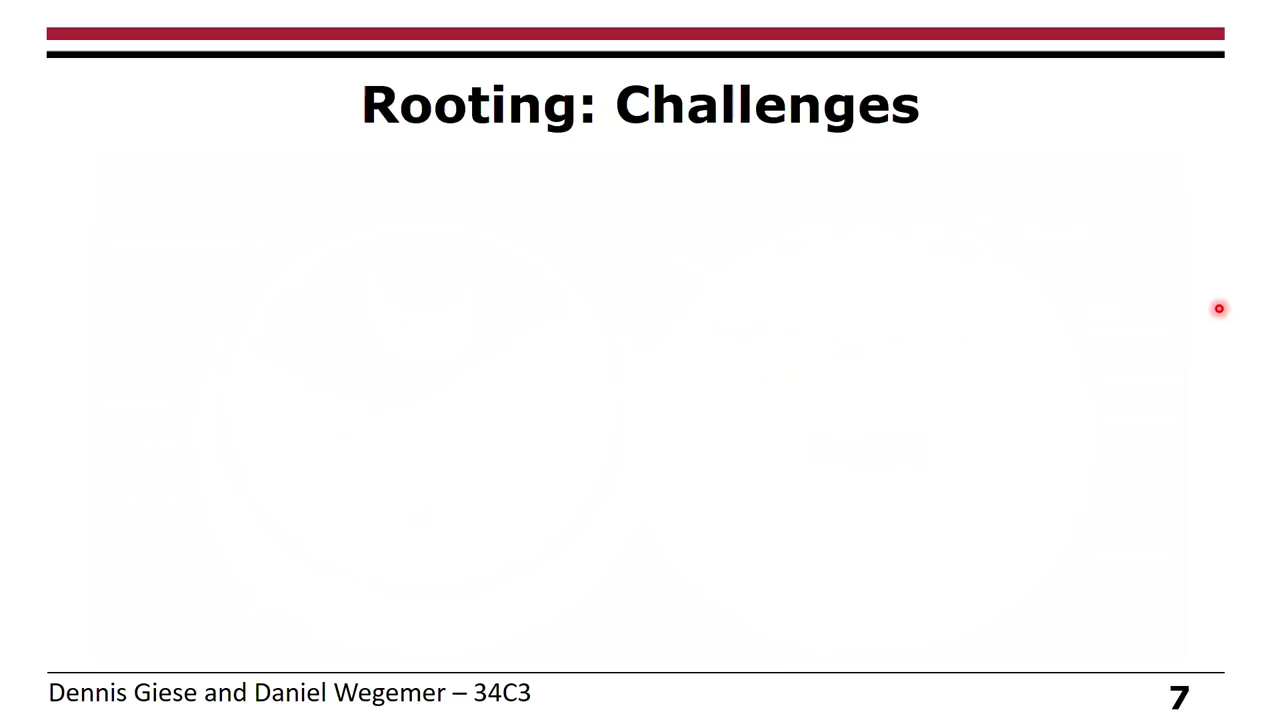 Rooting: Challenges
Dennis Giese and Daniel Wegemer – 34C3
7